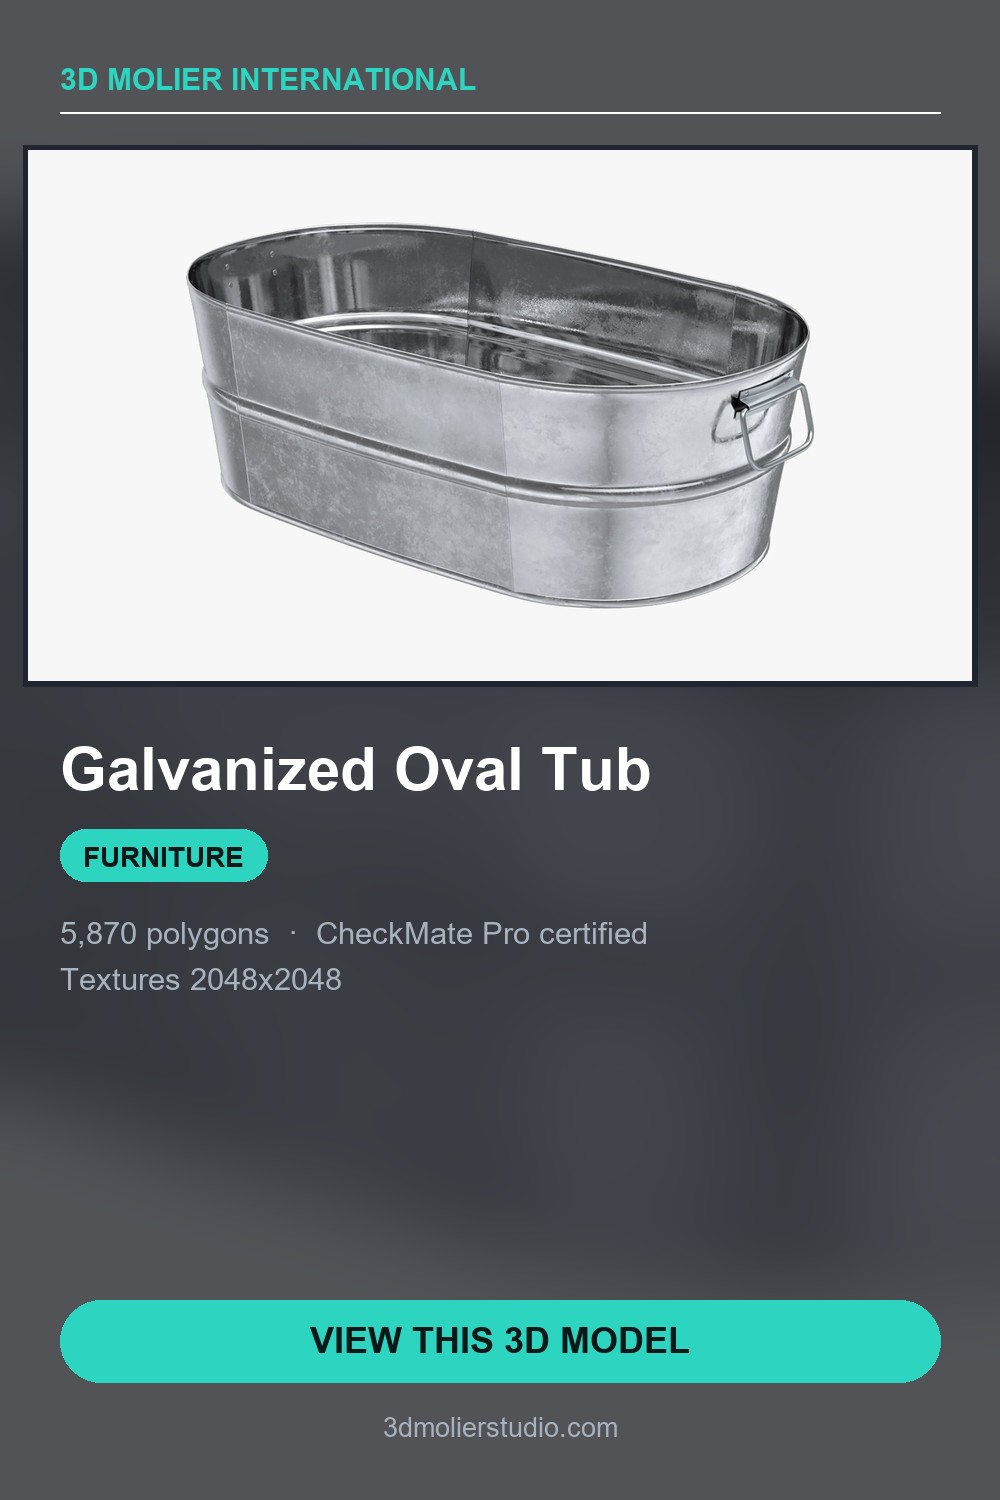 3D MOLIER INTERNATIONAL
Galvanized Oval Tub
FURNITURE
5,870 polygons · CheckMate Pro certified
Textures 2048x2048
VIEW THIS 3D MODEL
3dmolierstudio.com